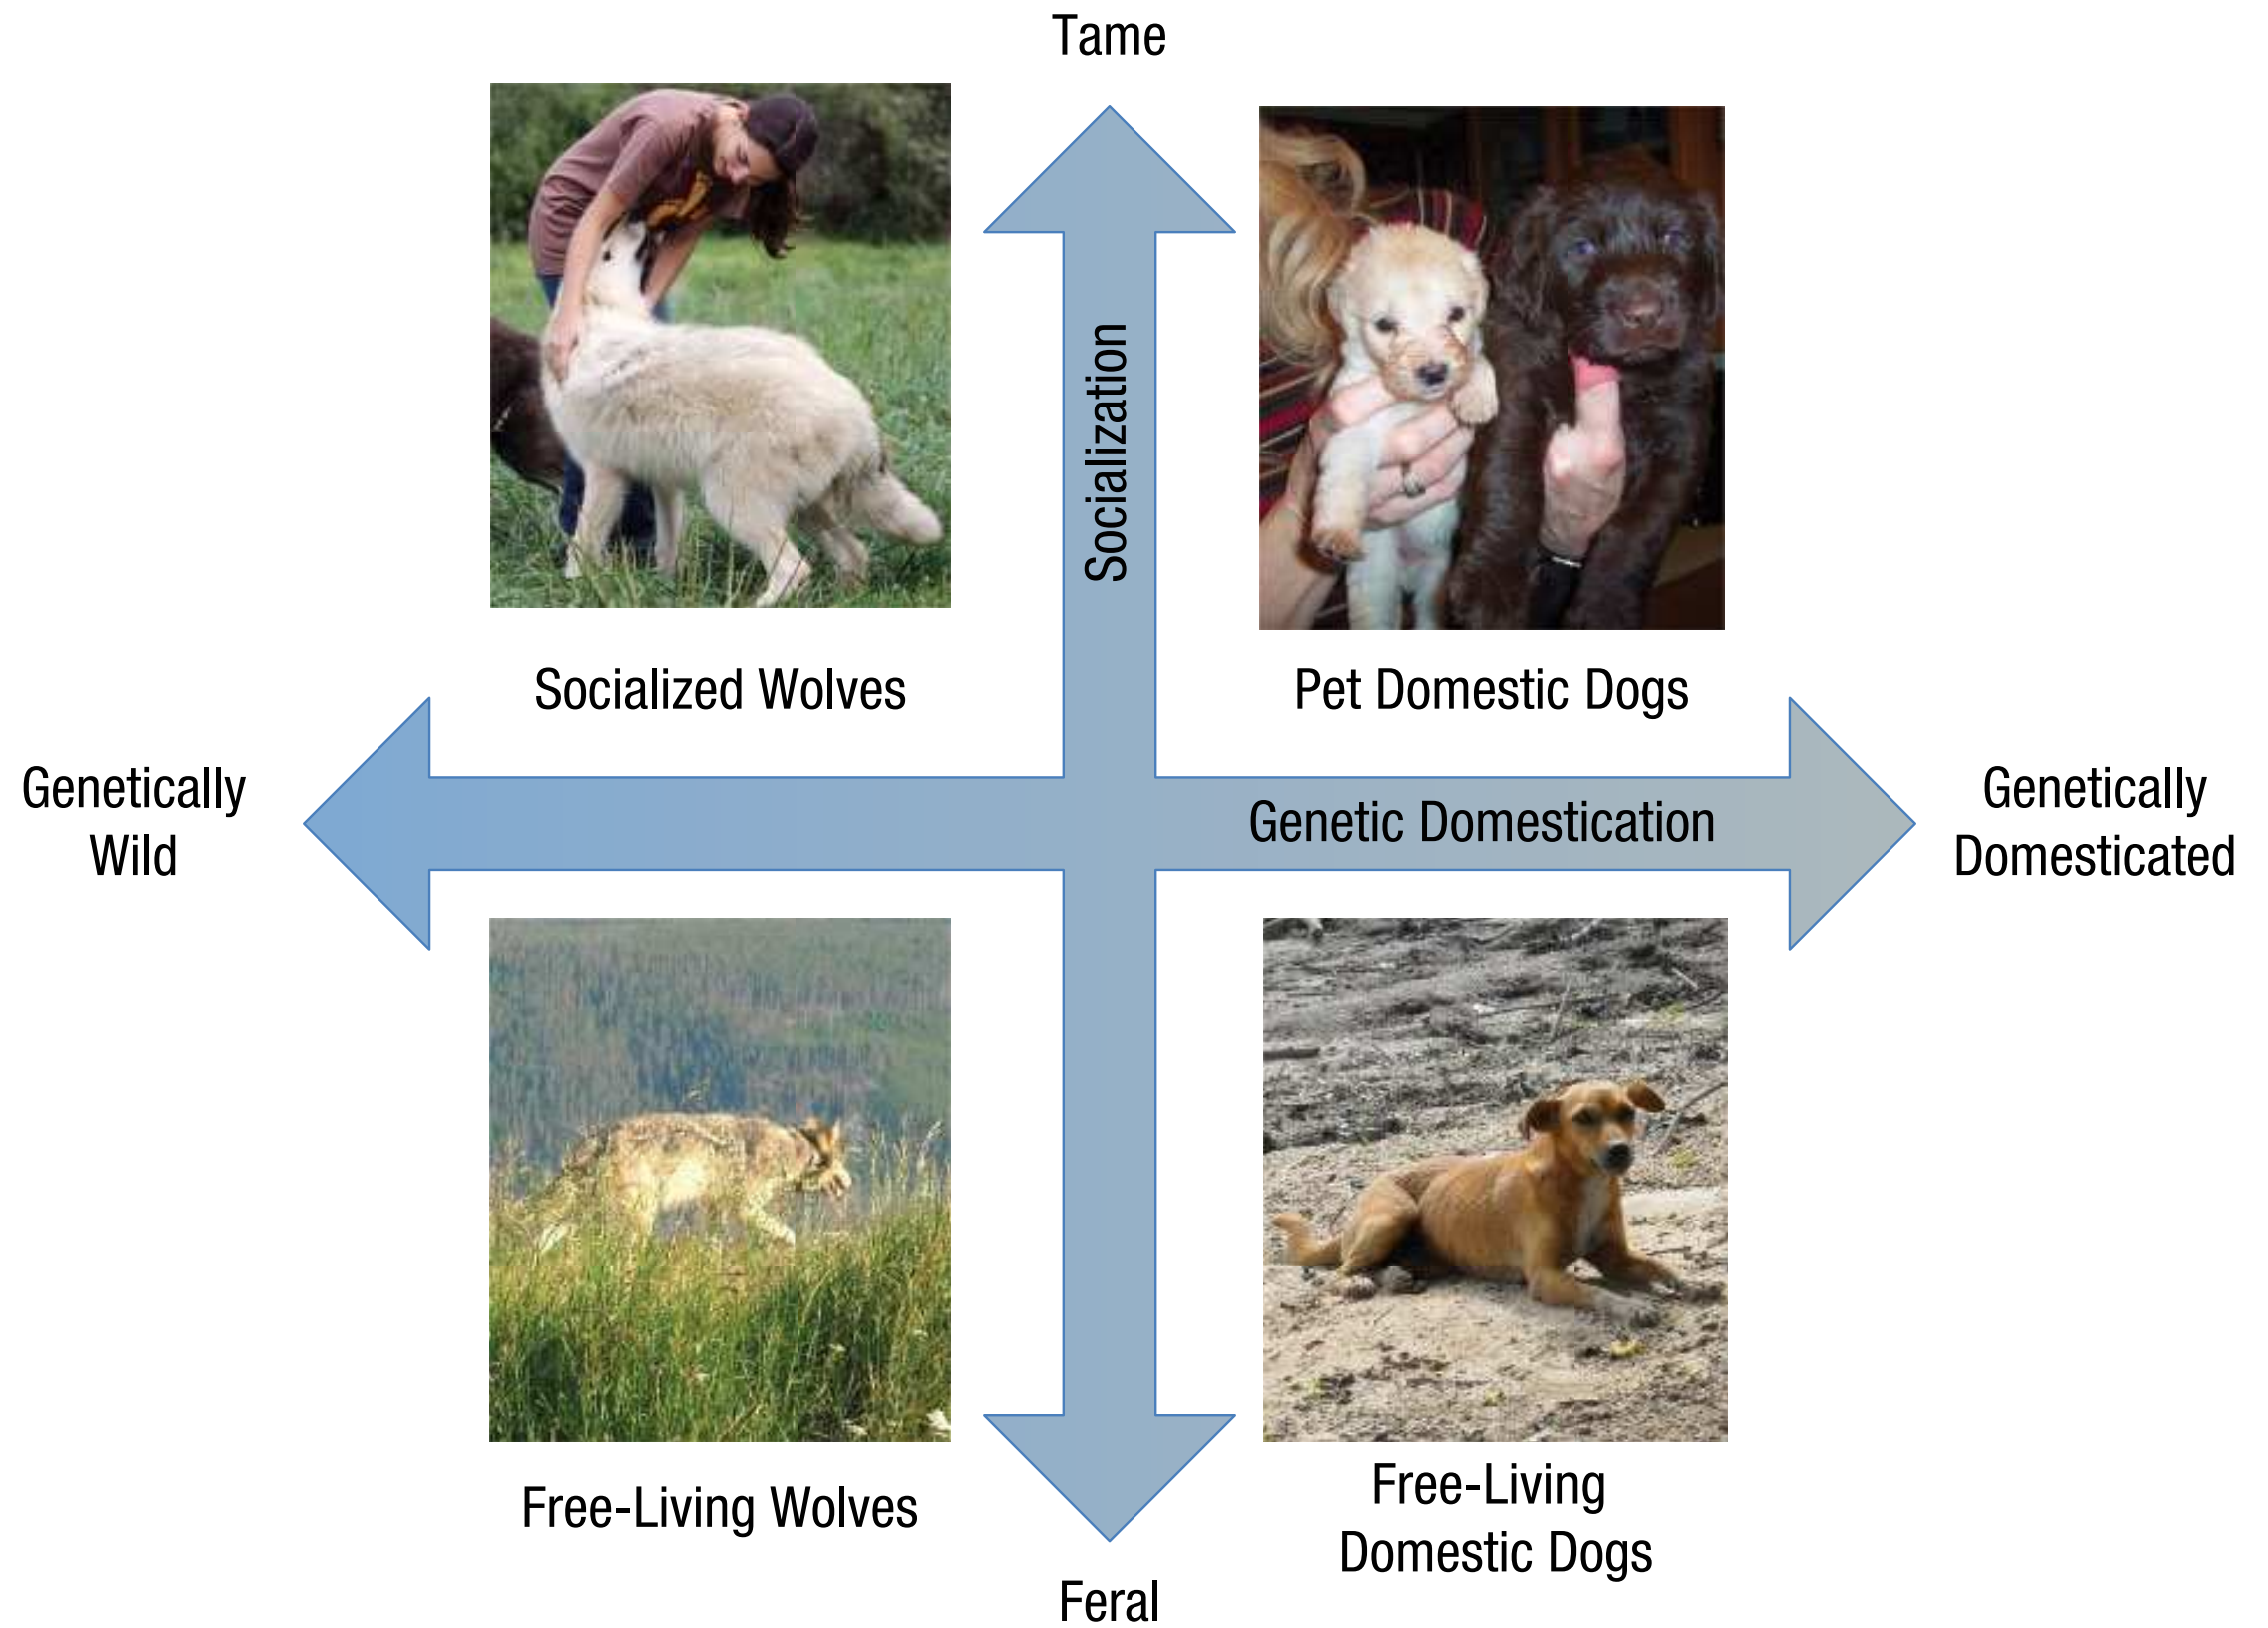 Tame
Socialization
Socialized Wolves
Pet Domestic Dogs
Genetically
Wild
Genetic Domestication
Genetically
Domesticated
Free-Living Wolves
Free-Living
Domestic Dogs
Feral